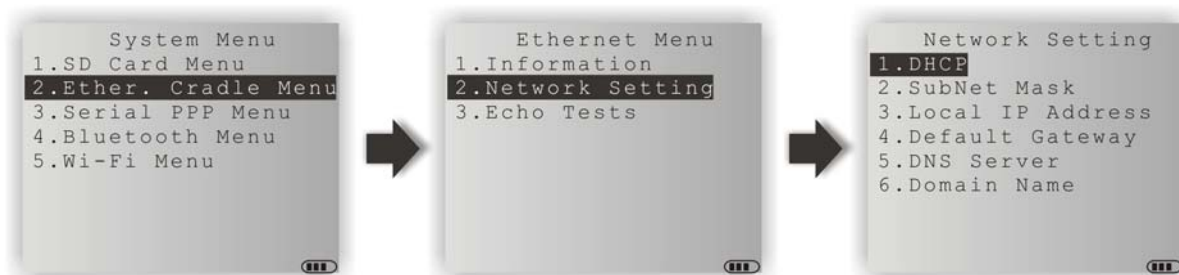 System Menu
1.SD Card Menu
2.Ether. Cradle Menu
3.Serial PPP Menu
4.Bluetooth Menu
5.Wi-Fi Menu
Ethernet Menu
1.Information
2.Network Setting
3.Echo Tests
Network Setting
1.DHCP
2.SubNet Mask
3.Local IP Address
4.Default Gateway
5.DNS Server
6.Domain Name